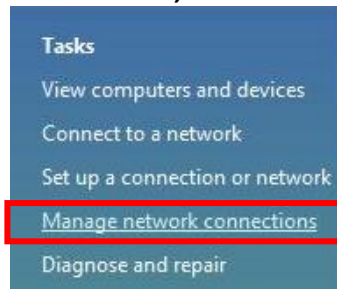 Tasks
View computers and devices
Connect to a network
Set up a connection or network
Manage network connections
Diagnose and repair